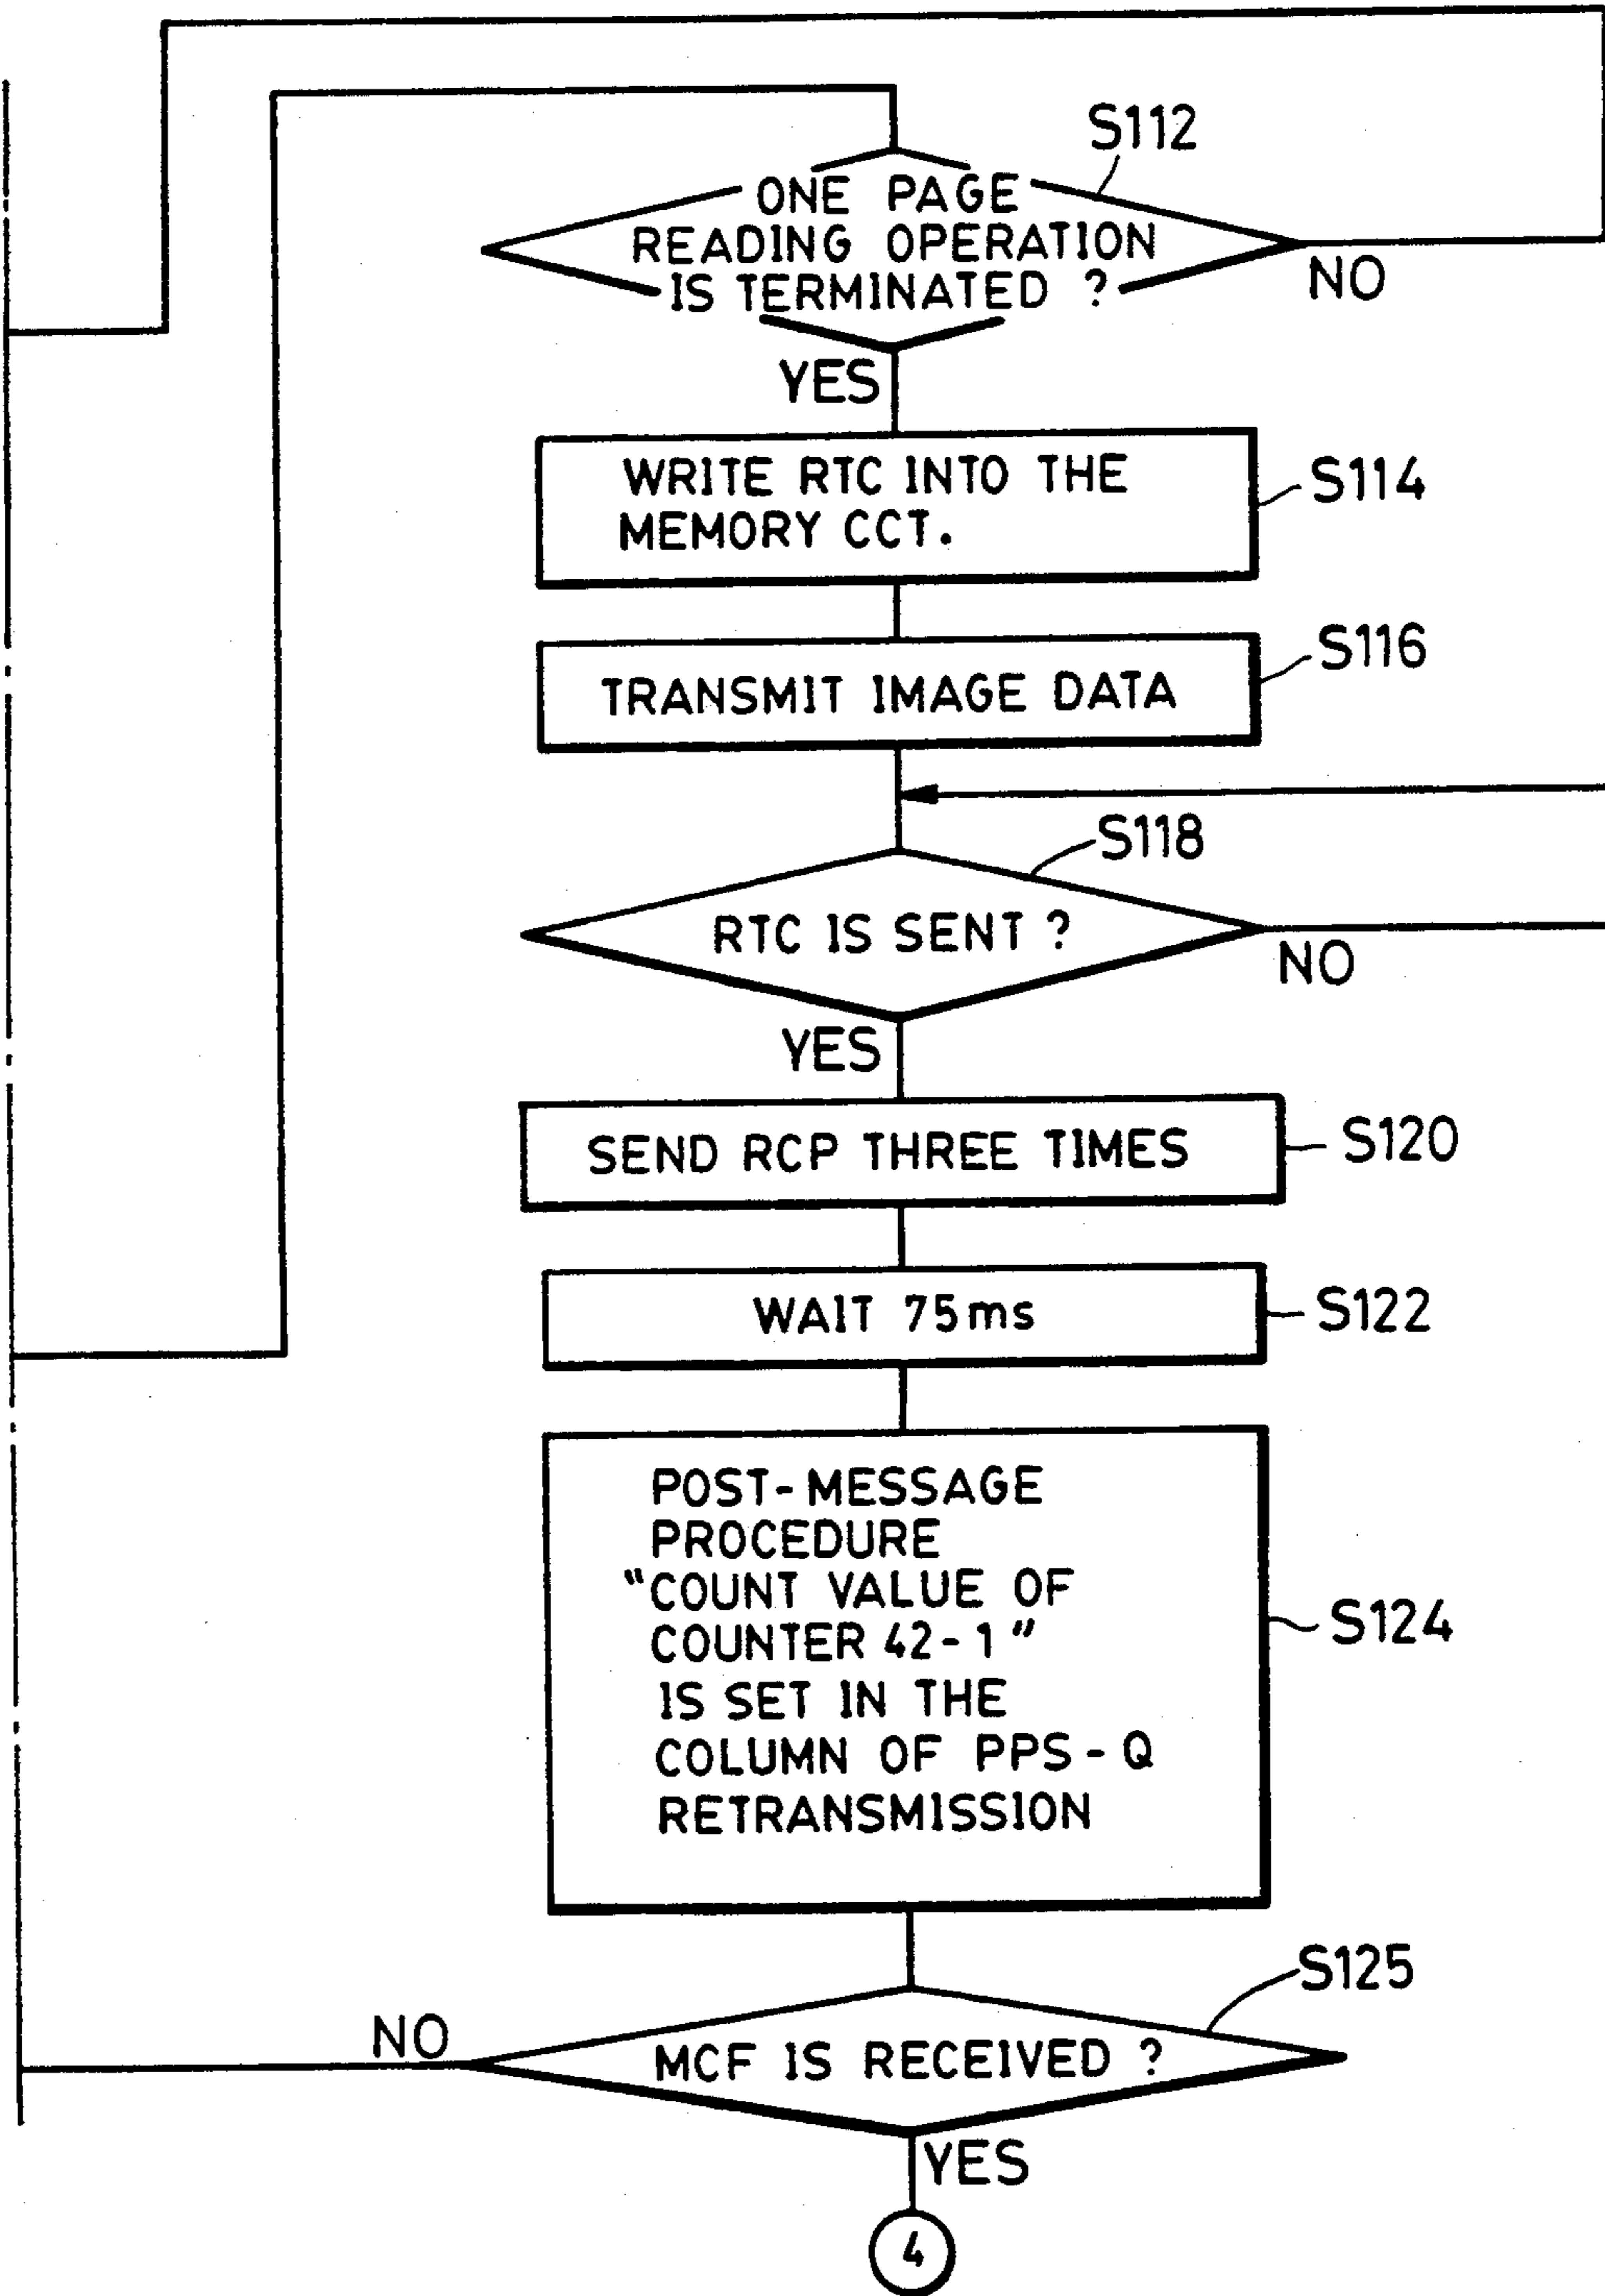 S112
ONE PAGE
READING OPERATION
IS TERMINATED ?
NO
YES
WRITE RTC INTO THE
MEMORY CCT.
S114
TRANSMIT IMAGE DATA
S116
S118
RTC IS SENT ?
NO
YES
SEND RCP THREE TIMES
S120
WAIT 75ms
S122
POST-MESSAGE
PROCEDURE
"COUNT VALUE OF
COUNTER 42-1"
IS SET IN THE
COLUMN OF PPS-Q
RETRANSMISSION
S124
S125
NO
MCF IS RECEIVED ?
YES
4